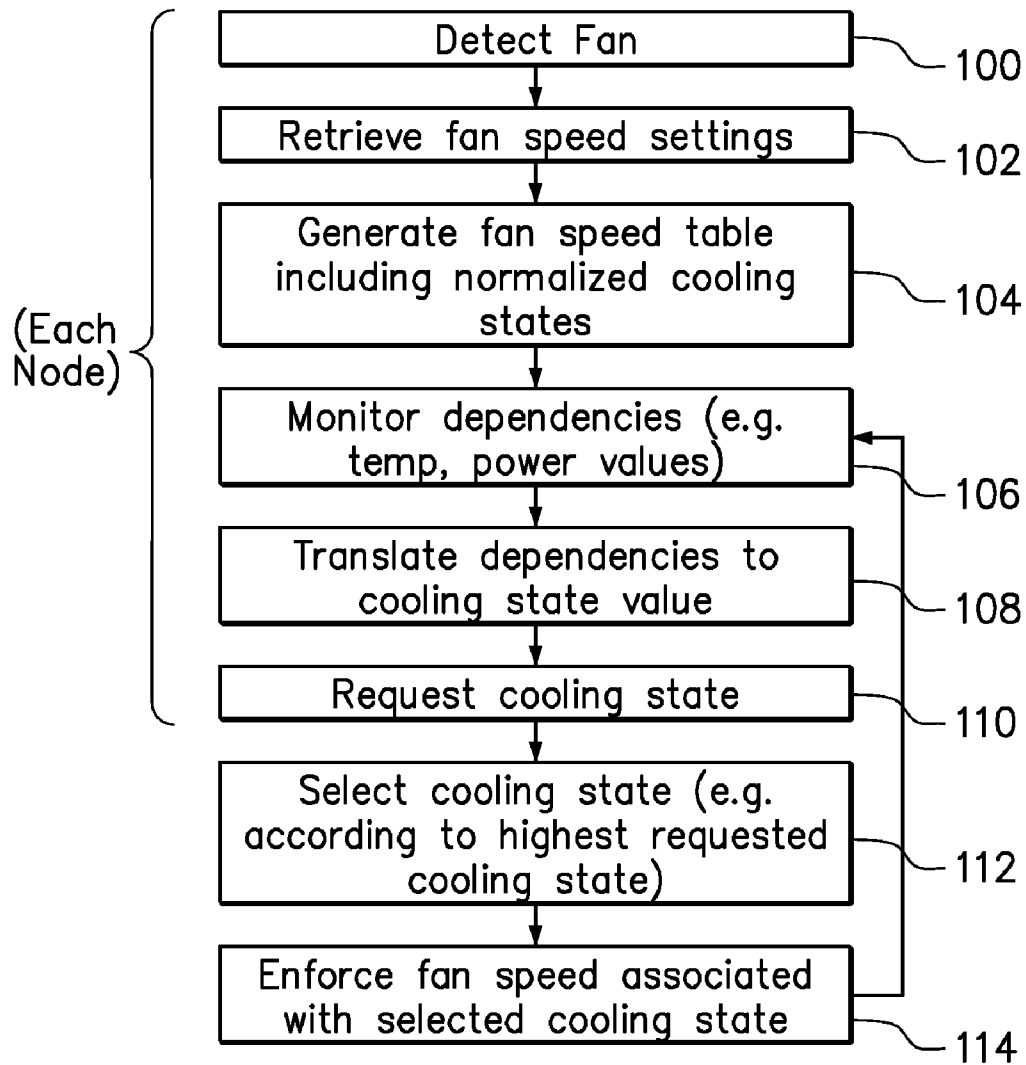 Detect Fan
100
Retrieve fan speed settings
102
Generate fan speed table
including normalized cooling
states
104
(Each
Node)
Monitor dependencies (e.g.
temp, power values)
106
Translate dependencies to
cooling state value
108
Request cooling state
110
Select cooling state (e.g.
according to highest requested
cooling state)
112
Enforce fan speed associated
with selected cooling state
114